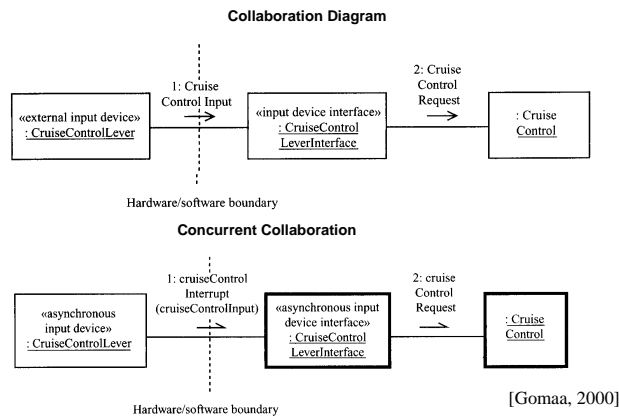 Collaboration Diagram
1: Cruise
Control Input
2: Cruise
Control
Request
«external input device»
: CruiseControlLever
«input device interface»
: CruiseControl
LeverInterface
: Cruise
Control
Hardware/software boundary
Concurrent Collaboration
1: cruiseControl
Interrupt
(cruiseControlInput)
2: cruise
Control
Request
«asynchronous
input device»
: CruiseControlLever
«asynchronous input
device interface»
: CruiseControl
LeverInterface
: Cruise
Control
Hardware/software boundary
[Gomaa, 2000]